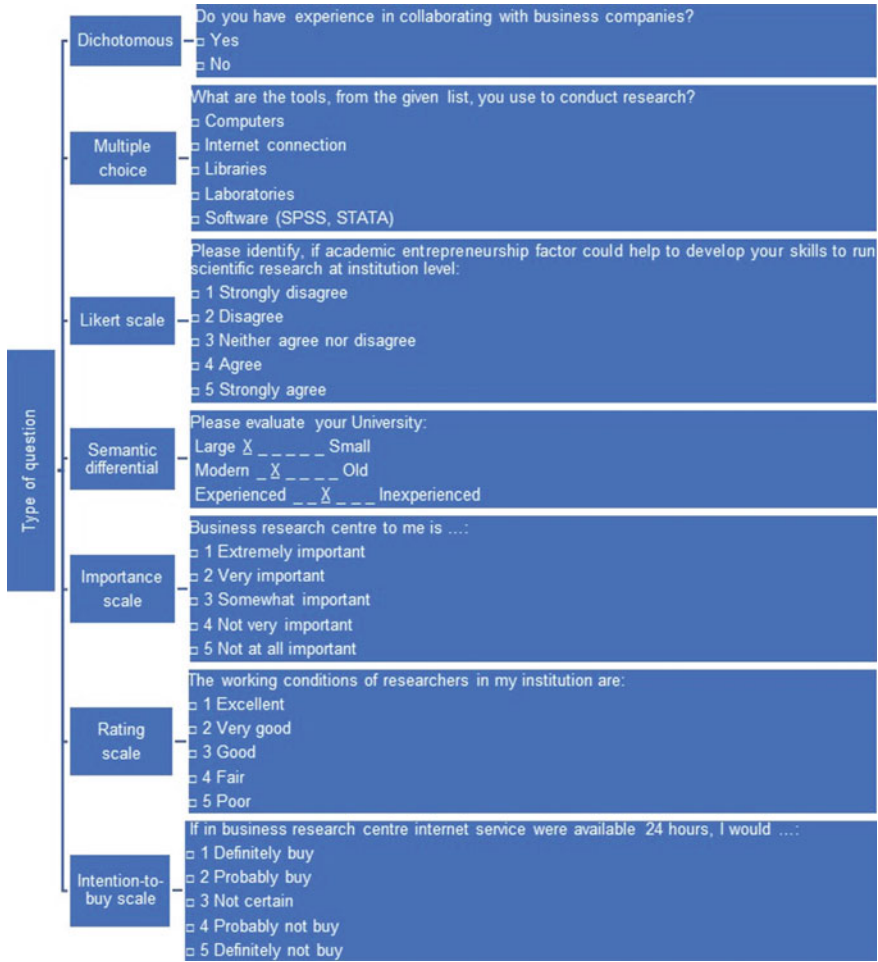 Type of question
Dichotomous
Do you have experience in collaborating with business companies?
□ Yes
□ No
Multiple
choice
What are the tools, from the given list, you use to conduct research?
□ Computers
□ Internet connection
□ Libraries
□ Laboratories
□ Software (SPSS, STATA)
Likert scale
Please identify, if academic entrepreneurship factor could help to develop your skills to run
scientific research at institution level:
□ 1 Strongly disagree
□ 2 Disagree
□ 3 Neither agree nor disagree
□ 4 Agree
□ 5 Strongly agree
Semantic
differential
Please evaluate your University:
Large X _ _ _ _ _ Small
Modern _ X _ _ _ _ Old
Experienced _ _ X _ _ _ Inexperienced
Importance
scale
Business research centre to me is …:
□ 1 Extremely important
□ 2 Very important
□ 3 Somewhat important
□ 4 Not very important
□ 5 Not at all important
Rating
scale
The working conditions of researchers in my institution are:
□ 1 Excellent
□ 2 Very good
□ 3 Good
□ 4 Fair
□ 5 Poor
Intention-to-
buy scale
If in business research centre internet service were available 24 hours, I would …:
□ 1 Definitely buy
□ 2 Probably buy
□ 3 Not certain
□ 4 Probably not buy
□ 5 Definitely not buy